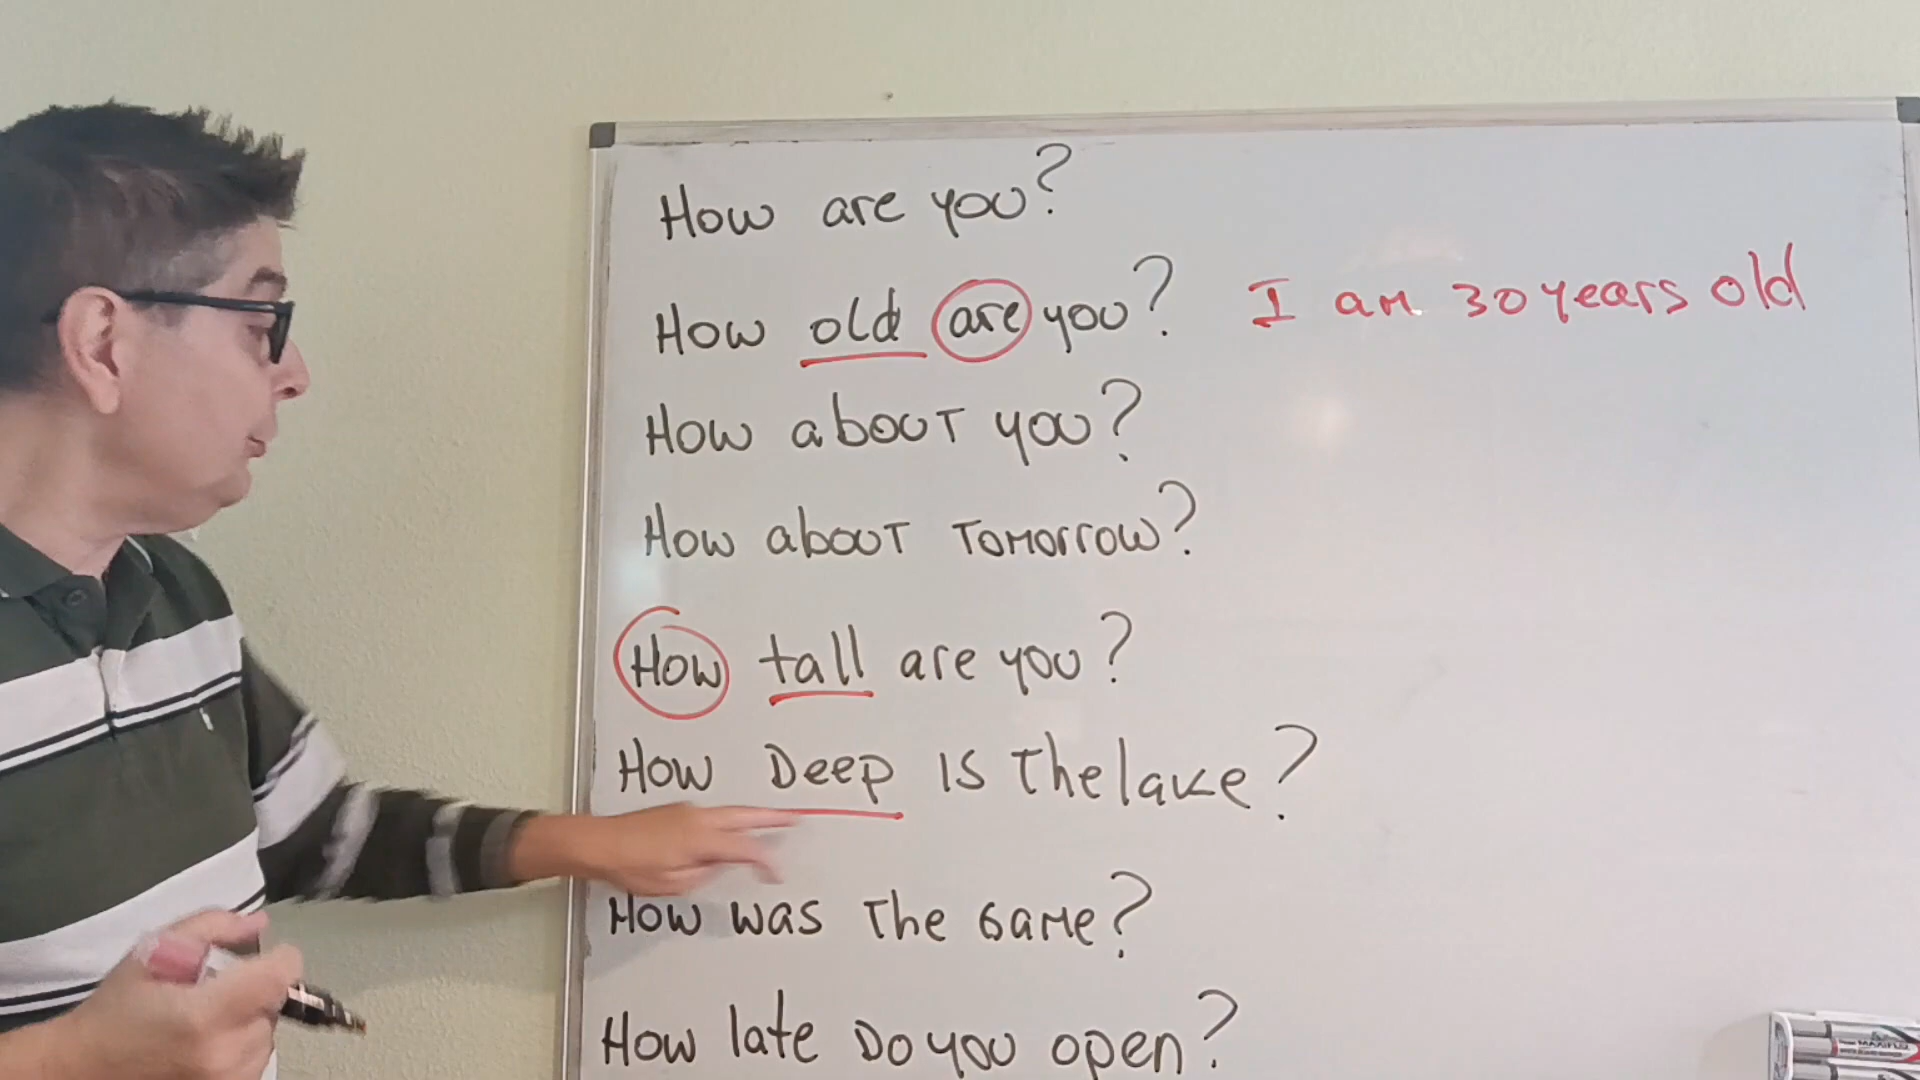 How are you?
How old are you? I am 30 years old
How about you?
How about Tomorrow?
How tall are you?
How Deep is The lake?
How was The Game?
How late Do you open?